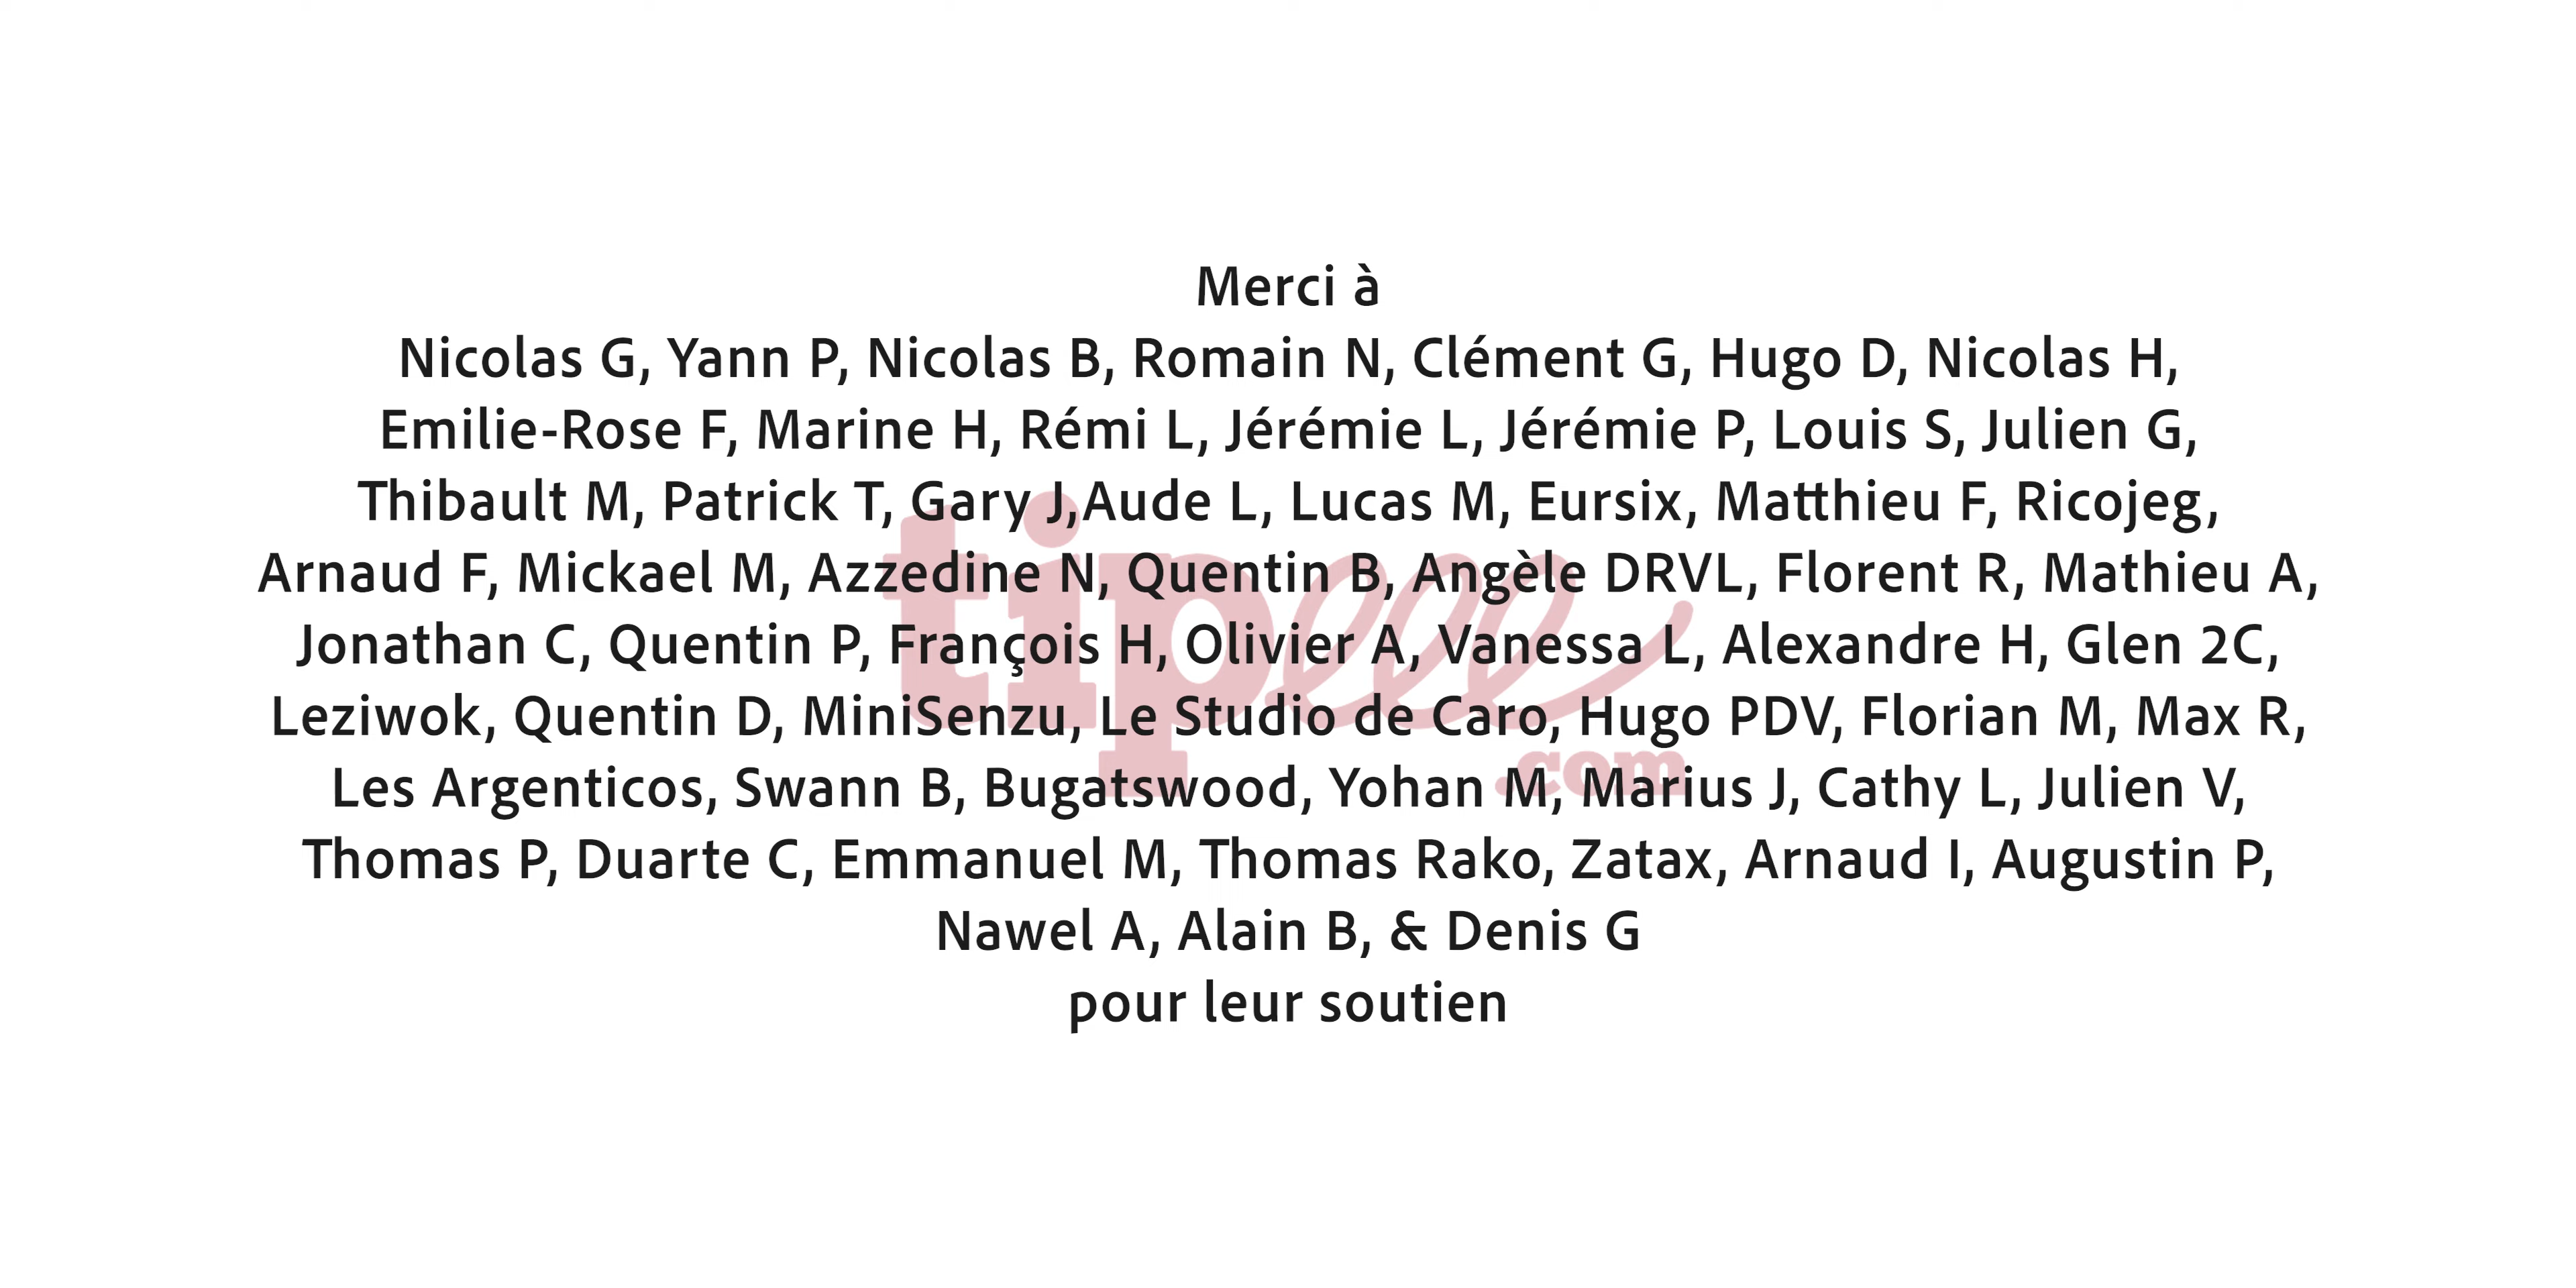 Merci à
Nicolas G, Yann P, Nicolas B, Romain N, Clément G, Hugo D, Nicolas H,
Emilie-Rose F, Marine H, Rémi L, Jérémie L, Jérémie P, Louis S, Julien G,
Thibault M, Patrick T, Gary J,Aude L, Lucas M, Eursix, Matthieu F, Ricojeg,
Arnaud F, Mickael M, Azzedine N, Quentin B, Angèle DRVL, Florent R, Mathieu A,
Jonathan C, Quentin P, François H, Olivier A, Vanessa L, Alexandre H, Glen 2C,
Leziwok, Quentin D, MiniSenzu, Le Studio de Caro, Hugo PDV, Florian M, Max R,
Les Argenticos, Swann B, Bugatswood, Yohan M, Marius J, Cathy L, Julien V,
Thomas P, Duarte C, Emmanuel M, Thomas Rako, Zatax, Arnaud I, Augustin P,
Nawel A, Alain B, & Denis G
pour leur soutien
tipeee
.com